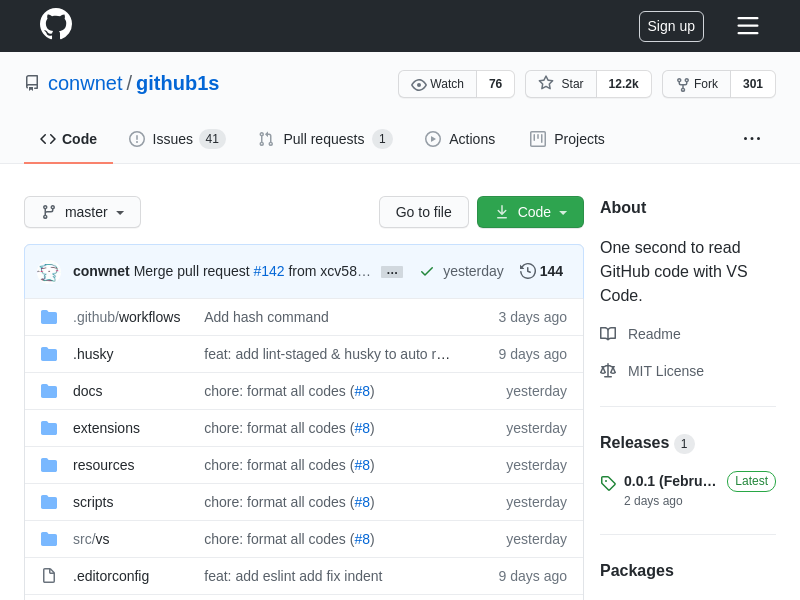 Sign up
conwnet / github1s
Watch 76 Star 12.2k Fork 301
Code Issues 41 Pull requests 1 Actions Projects ...
master Go to file Code
conwnet Merge pull request #142 from xcv58… ... yesterday 144
.github/workflows Add hash command 3 days ago
.husky feat: add lint-staged & husky to auto r… 9 days ago
docs chore: format all codes (#8) yesterday
extensions chore: format all codes (#8) yesterday
resources chore: format all codes (#8) yesterday
scripts chore: format all codes (#8) yesterday
src/vs chore: format all codes (#8) yesterday
.editorconfig feat: add eslint add fix indent 9 days ago
About
One second to read
GitHub code with VS
Code.
Readme
MIT License
Releases 1
0.0.1 (Febru… Latest
2 days ago
Packages